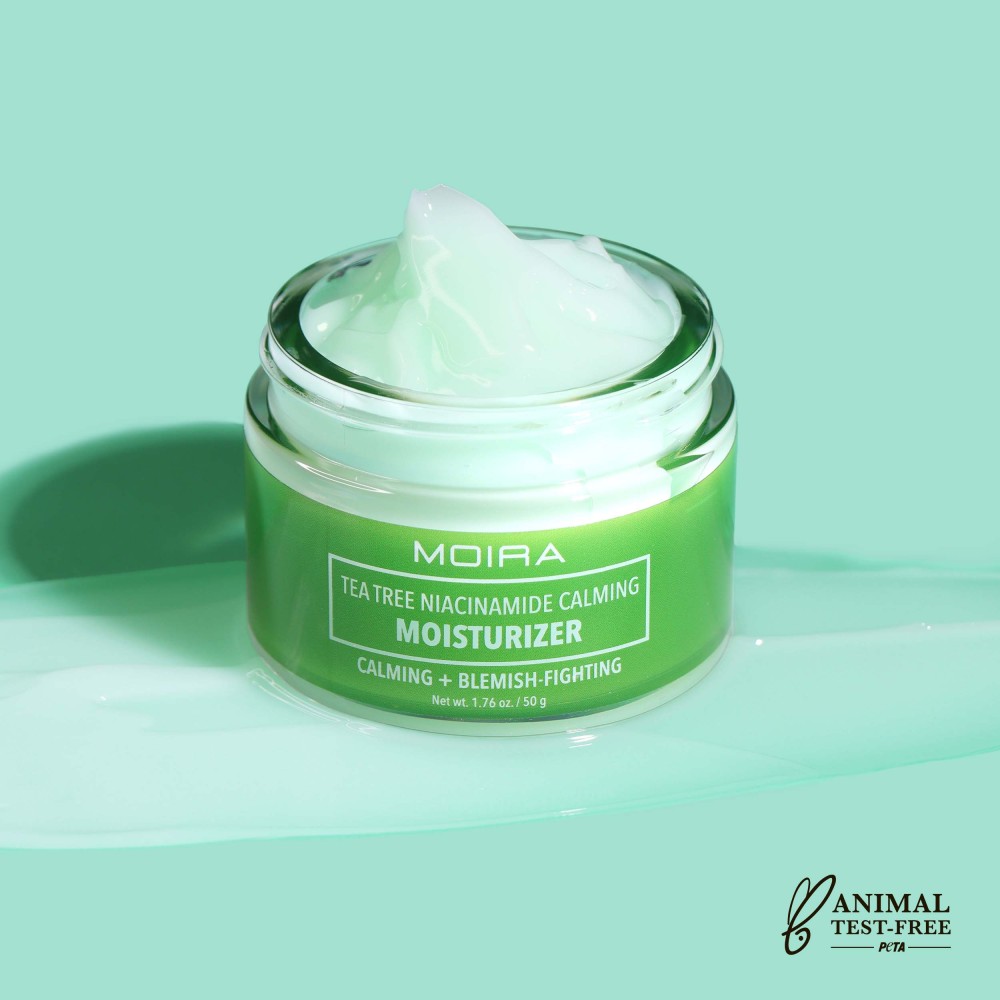 MOIRA
TEA TREE NIACINAMIDE CALMING
MOISTURIZER
CALMING + BLEMISH-FIGHTING
Net wt. 1.76 oz. / 50 g
ANIMAL
TEST-FREE
PETA